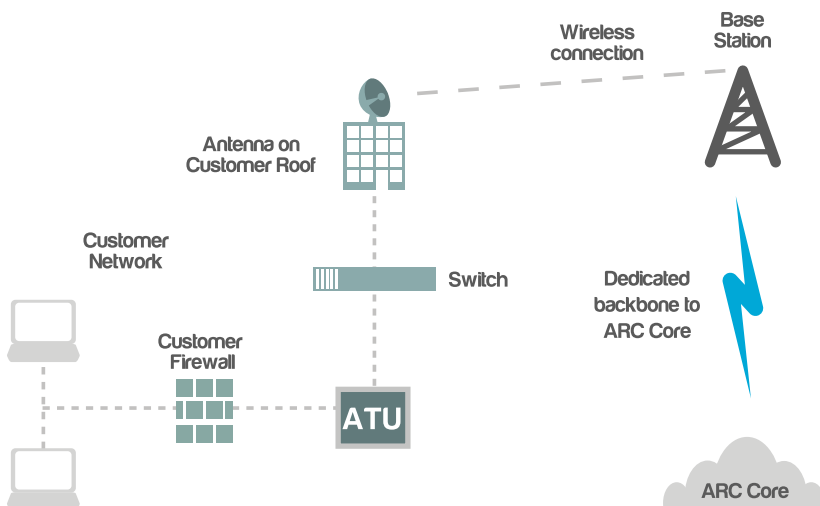 Wireless
connection
Base
Station
Antenna on
Customer Roof
Customer
Network
Switch
Dedicated
backbone to
ARC Core
Customer
Firewall
ATU
ARC Core